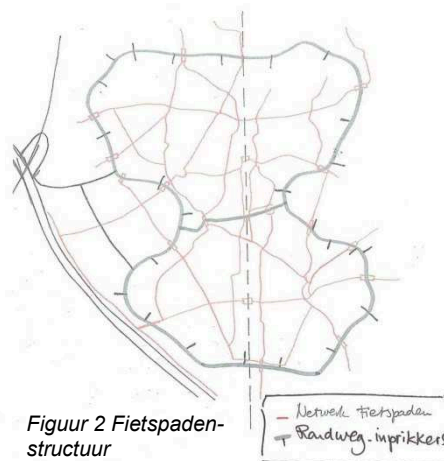 Netwerk Fietspaden
Randweg-inprikkers
Figuur 2 Fietspaden-
structuur